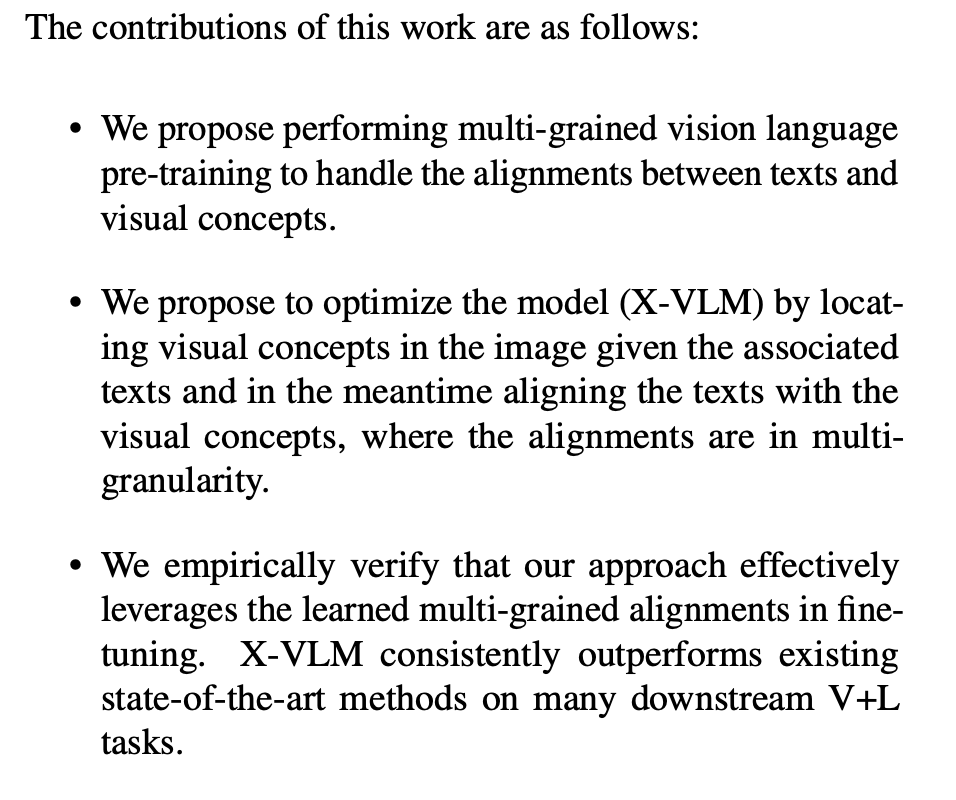 The contributions of this work are as follows:
• We propose performing multi-grained vision language
pre-training to handle the alignments between texts and
visual concepts.
• We propose to optimize the model (X-VLM) by locat-
ing visual concepts in the image given the associated
texts and in the meantime aligning the texts with the
visual concepts, where the alignments are in multi-
granularity.
• We empirically verify that our approach effectively
leverages the learned multi-grained alignments in fine-
tuning. X-VLM consistently outperforms existing
state-of-the-art methods on many downstream V+L
tasks.